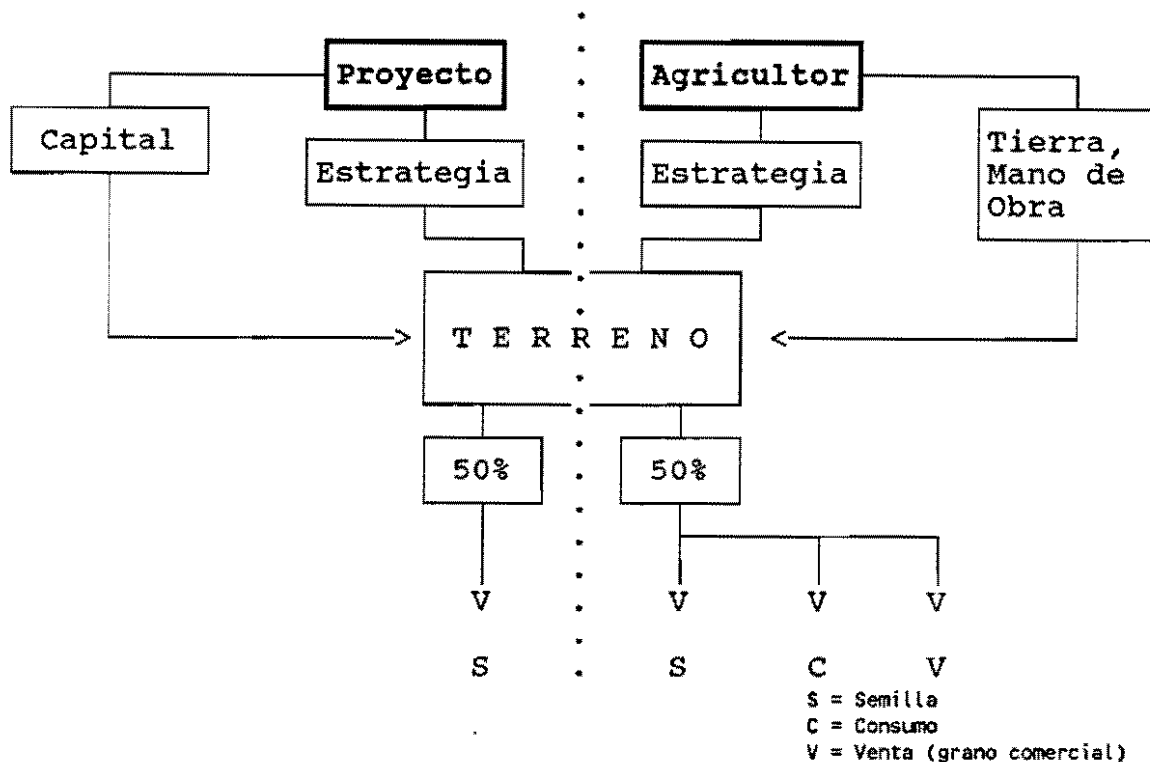 Proyecto
Agricultor
Capital
Estrategia
Estrategia
Tierra,
Mano de
Obra
> T E R R E N O <
50%
50%
V V V V
S S C V
S = Semilla
C = Consumo
V = Venta (grano comercial)